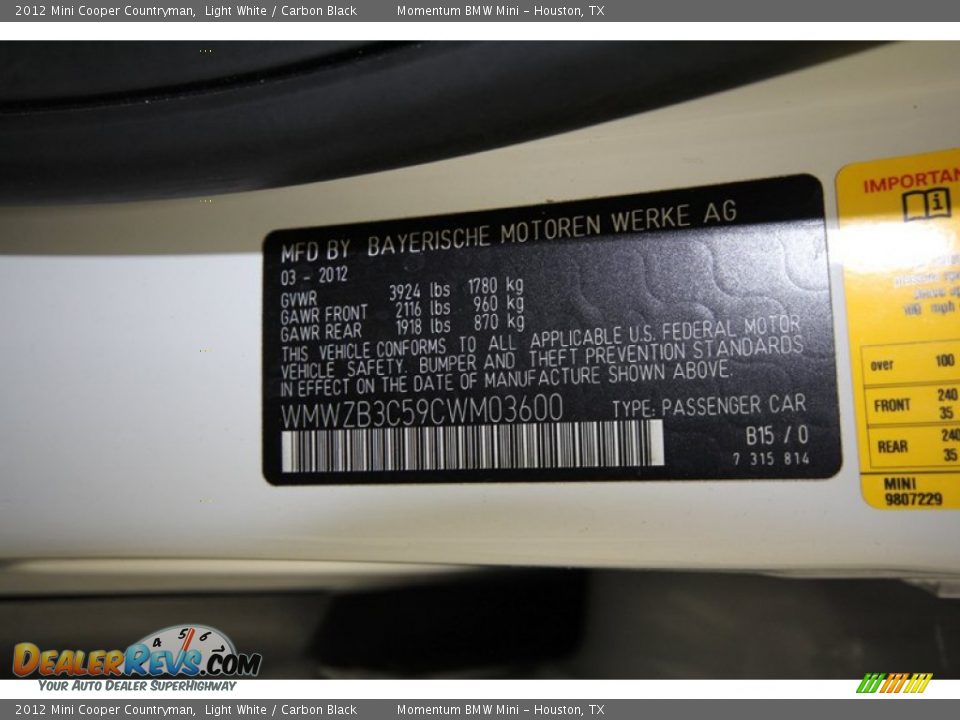 2012 Mini Cooper Countryman, Light White / Carbon Black Momentum BMW Mini - Houston, TX
MFD BY BAYERISCHE MOTOREN WERKE AG
03 - 2012
GVWR 3924 lbs 1780 kg
GAWR FRONT 2116 lbs 960 kg
GAWR REAR 1918 lbs 870 kg
THIS VEHICLE CONFORMS TO ALL APPLICABLE U.S. FEDERAL MOTOR
VEHICLE SAFETY, BUMPER AND THEFT PREVENTION STANDARDS
IN EFFECT ON THE DATE OF MANUFACTURE SHOWN ABOVE.
WMWZB3C59CWM03600 TYPE: PASSENGER CAR
B15 / 0
7 315 814
IMPORTAN
i
mph
over 100
FRONT 240
35
REAR 240
35
MINI
9807229
4 5 6
DEALERREVS.COM
YOUR AUTO DEALER SUPERHIGHWAY
2012 Mini Cooper Countryman, Light White / Carbon Black Momentum BMW Mini - Houston, TX